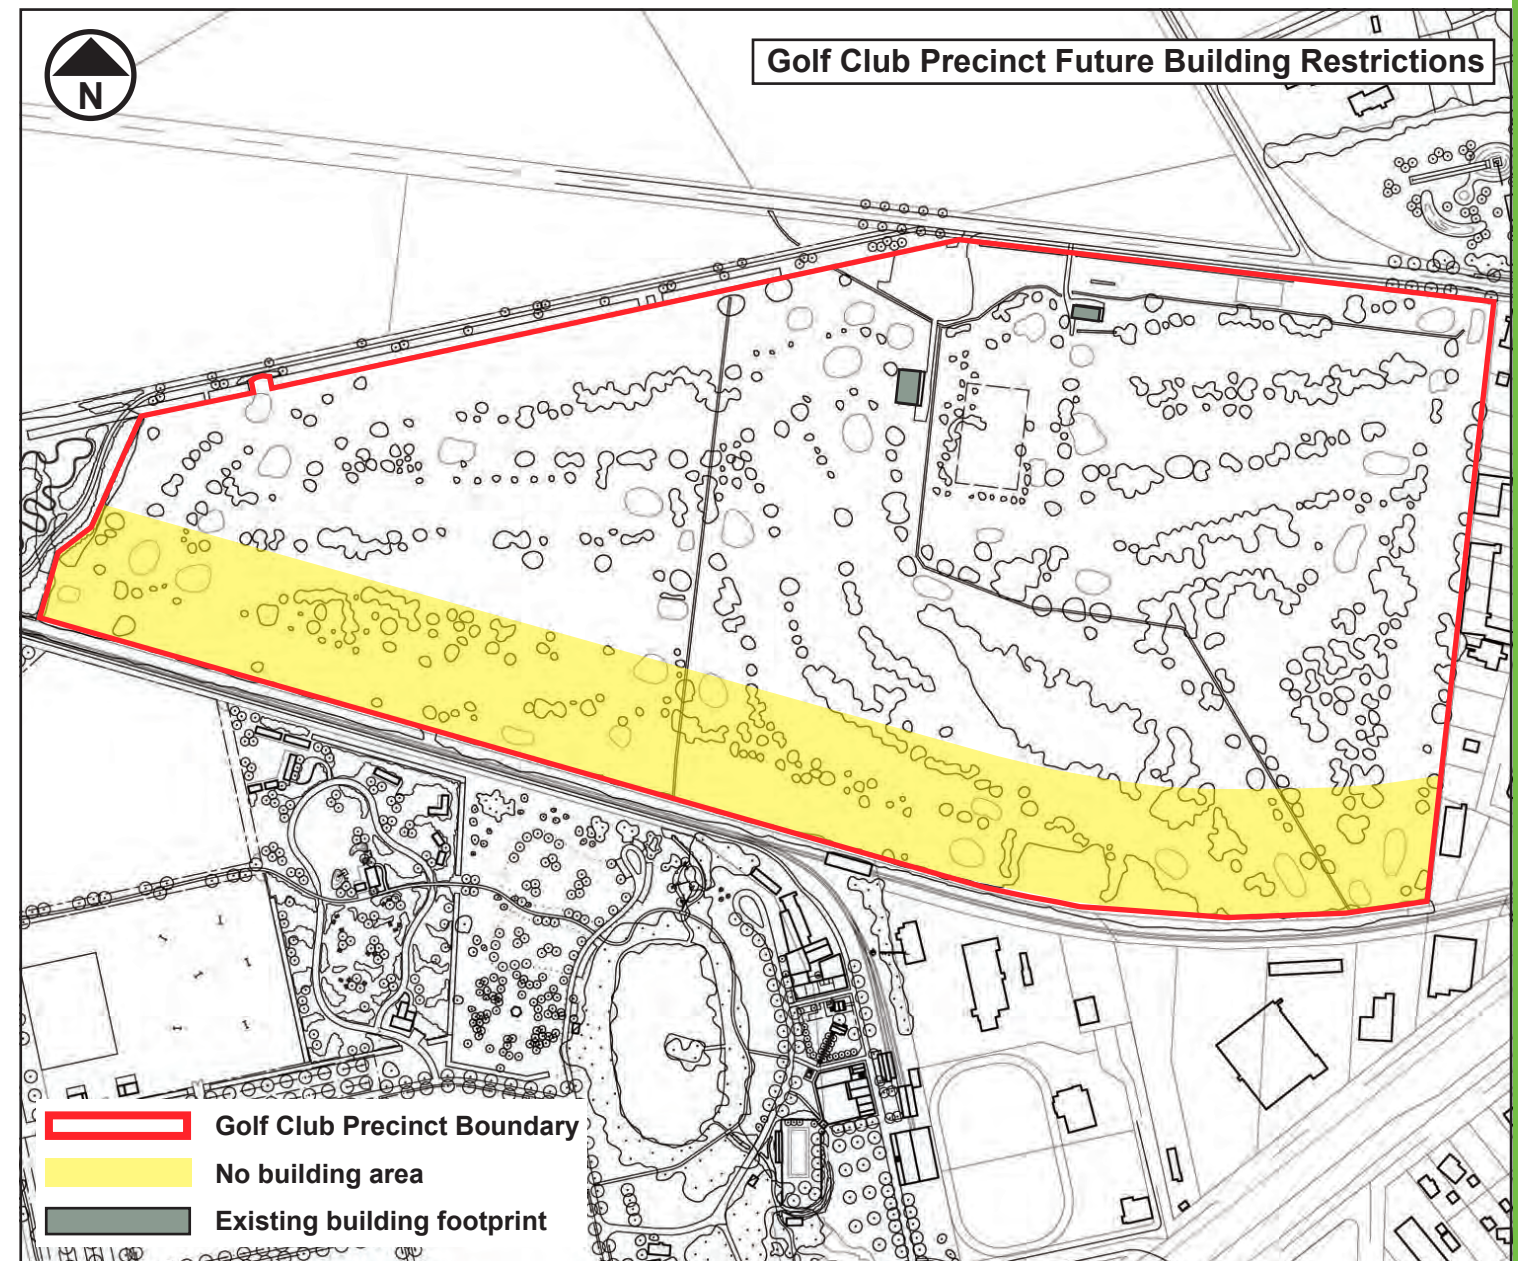 Golf Club Precinct Future Building Restrictions
N
Golf Club Precinct Boundary
No building area
Existing building footprint